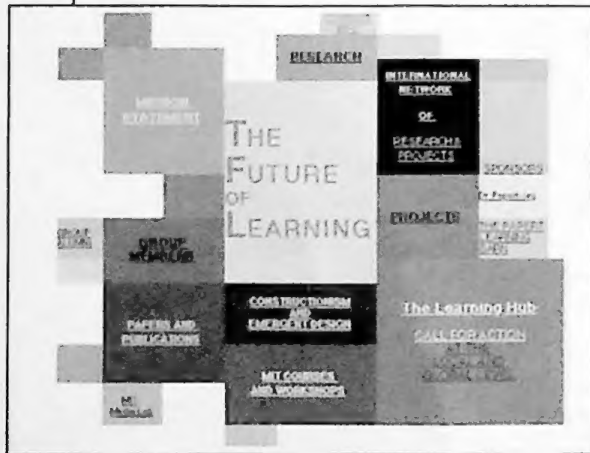 RESEARCH
INTERNATIONAL
NETWORK
OF
RESEARCH &
PROJECTS
MISSION
STATEMENT
THE
FUTURE
OF
LEARNING
SPONSORS
PROJECTS
GROUP
GROUP
MEMBERS
CONSTRUCTIONISM
AND
EMERGENT DESIGN
The Learning Hub
CALL FOR ACTION
PAPERS AND
PUBLICATIONS
MIT COURSES
AND WORKSHOPS